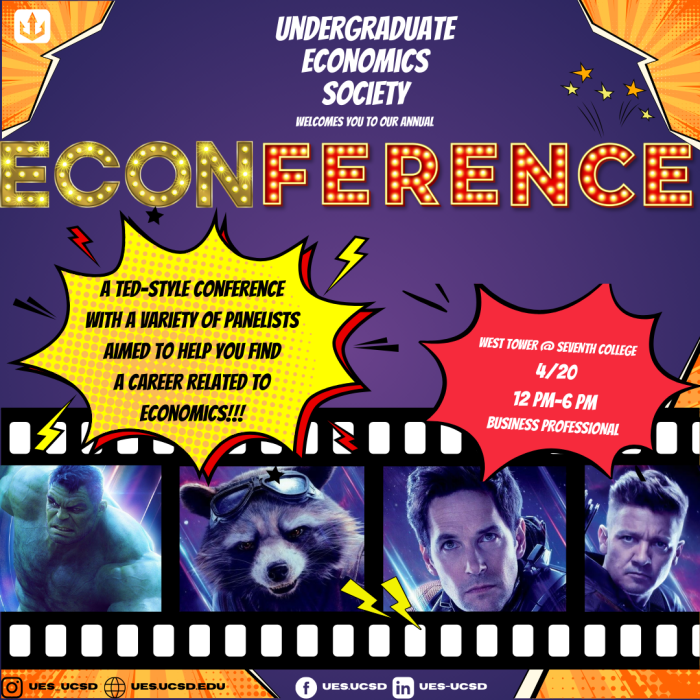 UNDERGRADUATE
ECONOMICS
SOCIETY
WELCOMES YOU TO OUR ANNUAL
ECONFERENCE
A TED-STYLE CONFERENCE
WITH A VARIETY OF PANELISTS
AIMED TO HELP YOU FIND
A CAREER RELATED TO
ECONOMICS!!!
WEST TOWER @ SEVENTH COLLEGE
4/20
12 PM-6 PM
BUSINESS PROFESSIONAL
UES_UCSD
UES.UCSD.EDU
UES.UCSD
UES-UCSD